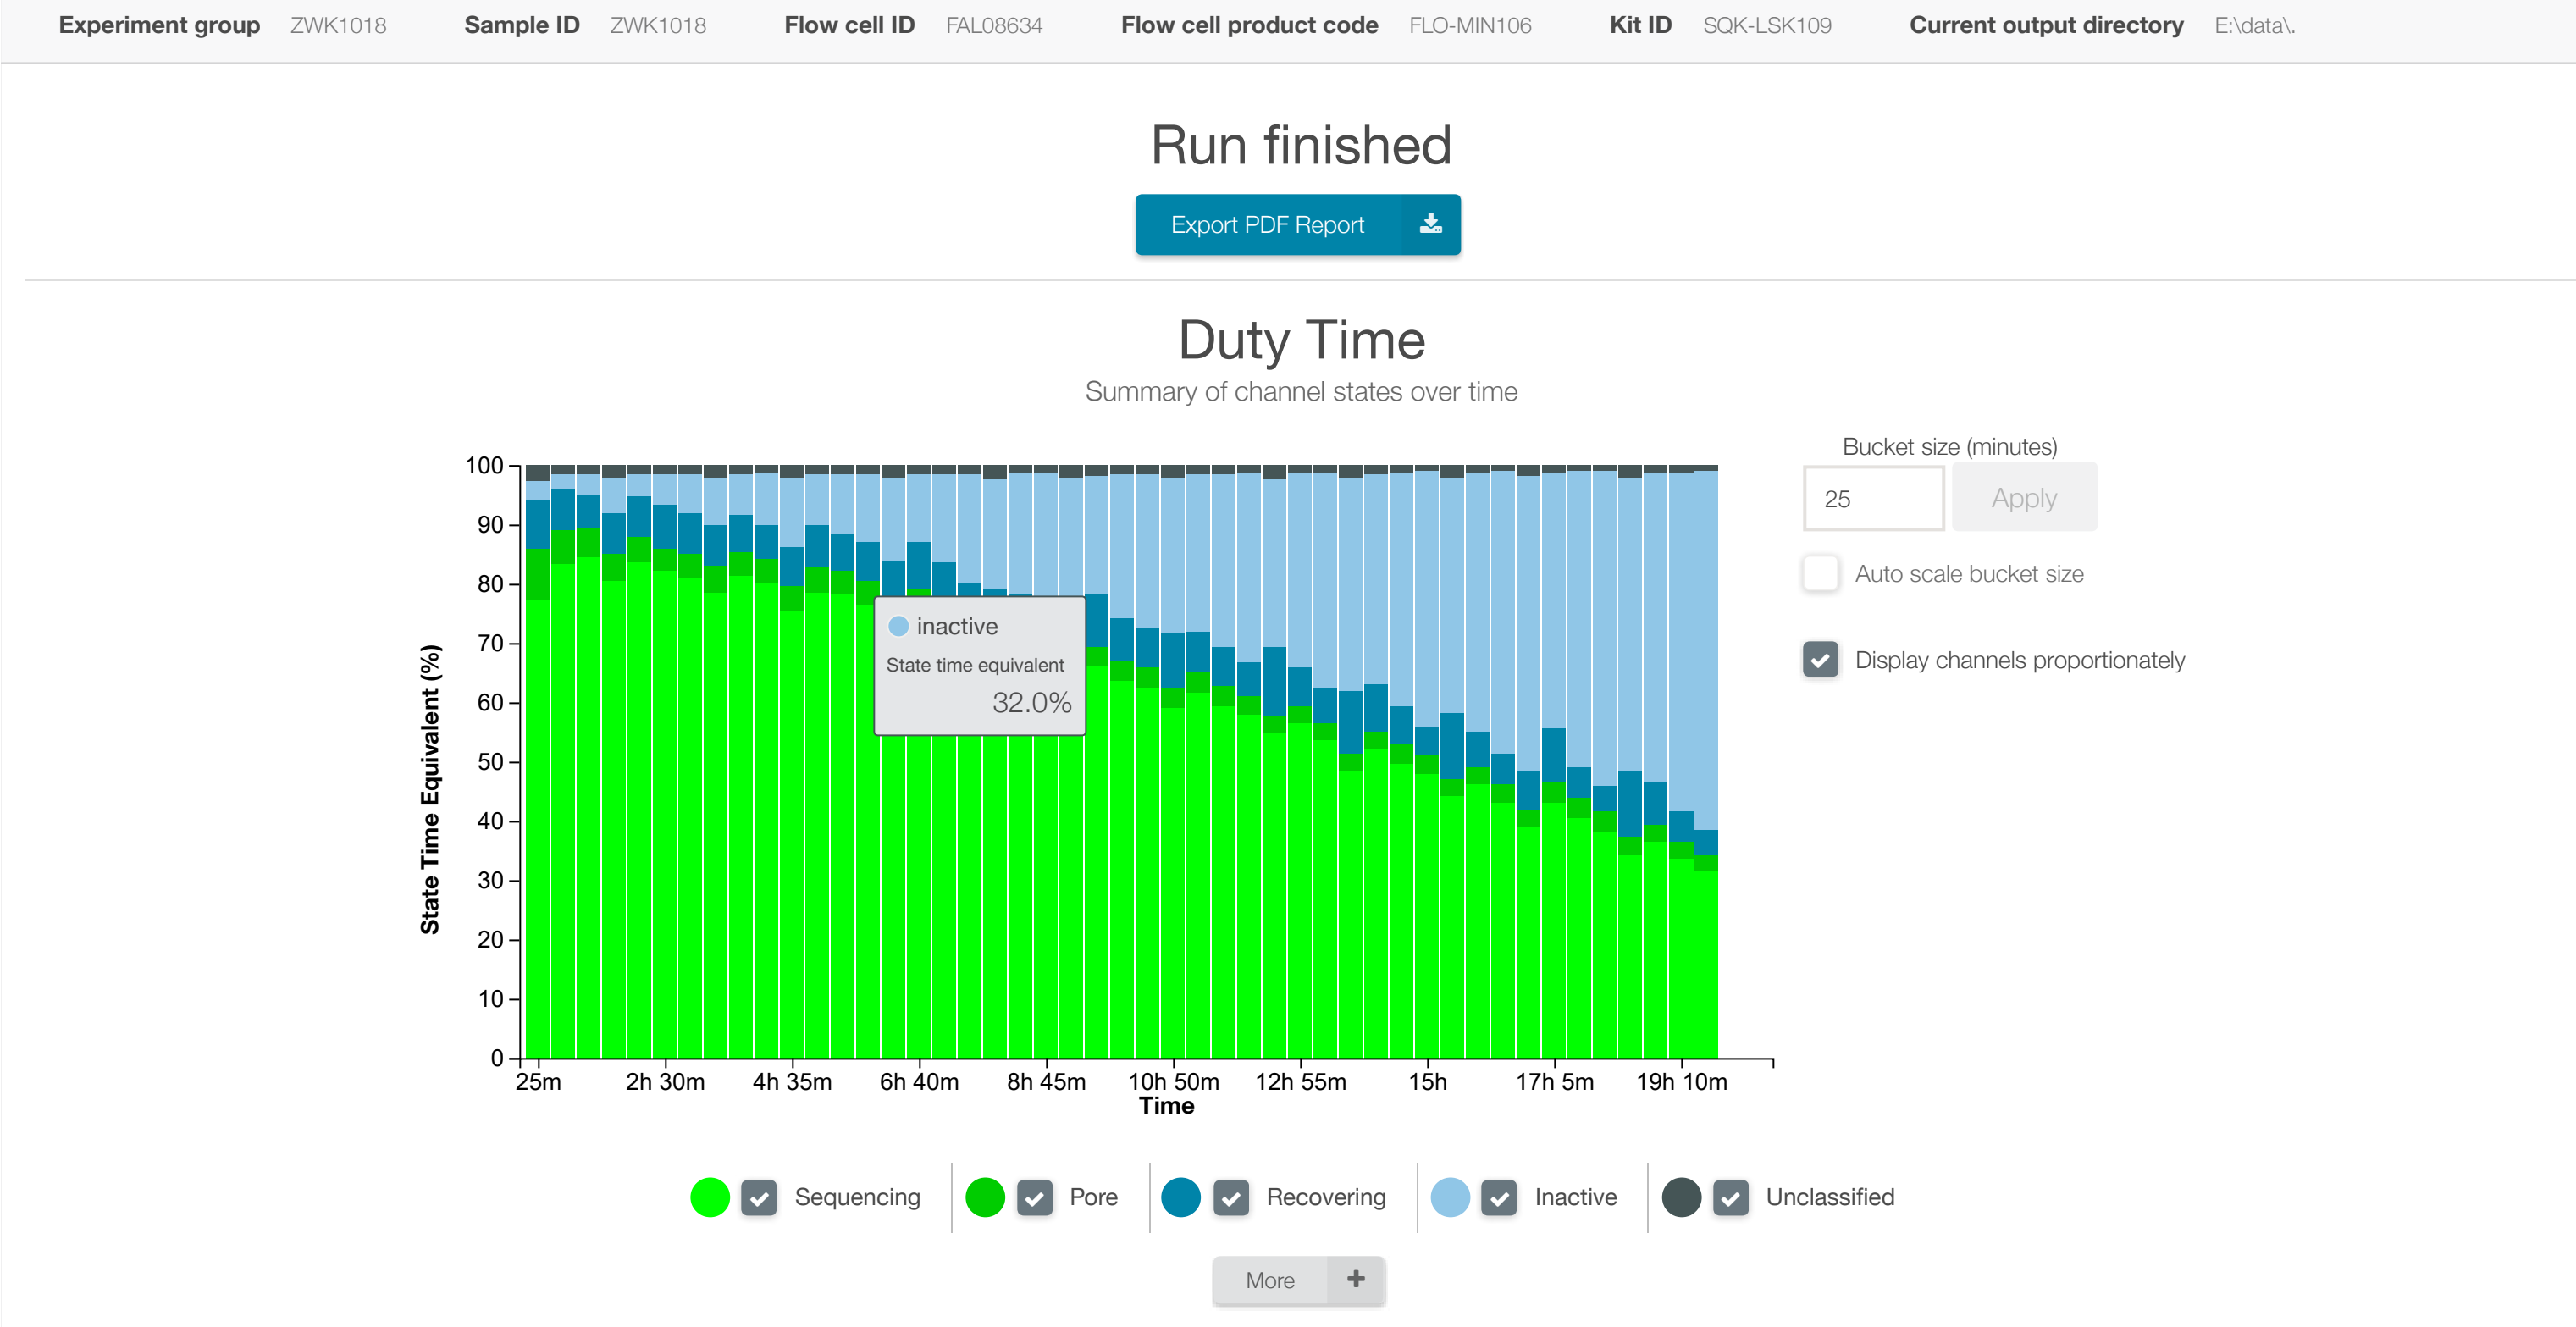 Experiment group ZWK1018 Sample ID ZWK1018 Flow cell ID FAL08634 Flow cell product code FLO-MIN106 Kit ID SQK-LSK109 Current output directory E:\data\.
Run finished
Export PDF Report
Duty Time
Summary of channel states over time
Bucket size (minutes)
25 Apply
Auto scale bucket size
Display channels proportionately
State Time Equivalent (%)
100
90
80
70
60
50
40
30
20
10
0
inactive
State time equivalent
32.0%
25m 2h 30m 4h 35m 6h 40m 8h 45m 10h 50m 12h 55m 15h 17h 5m 19h 10m
Time
Sequencing Pore Recovering Inactive Unclassified
More +